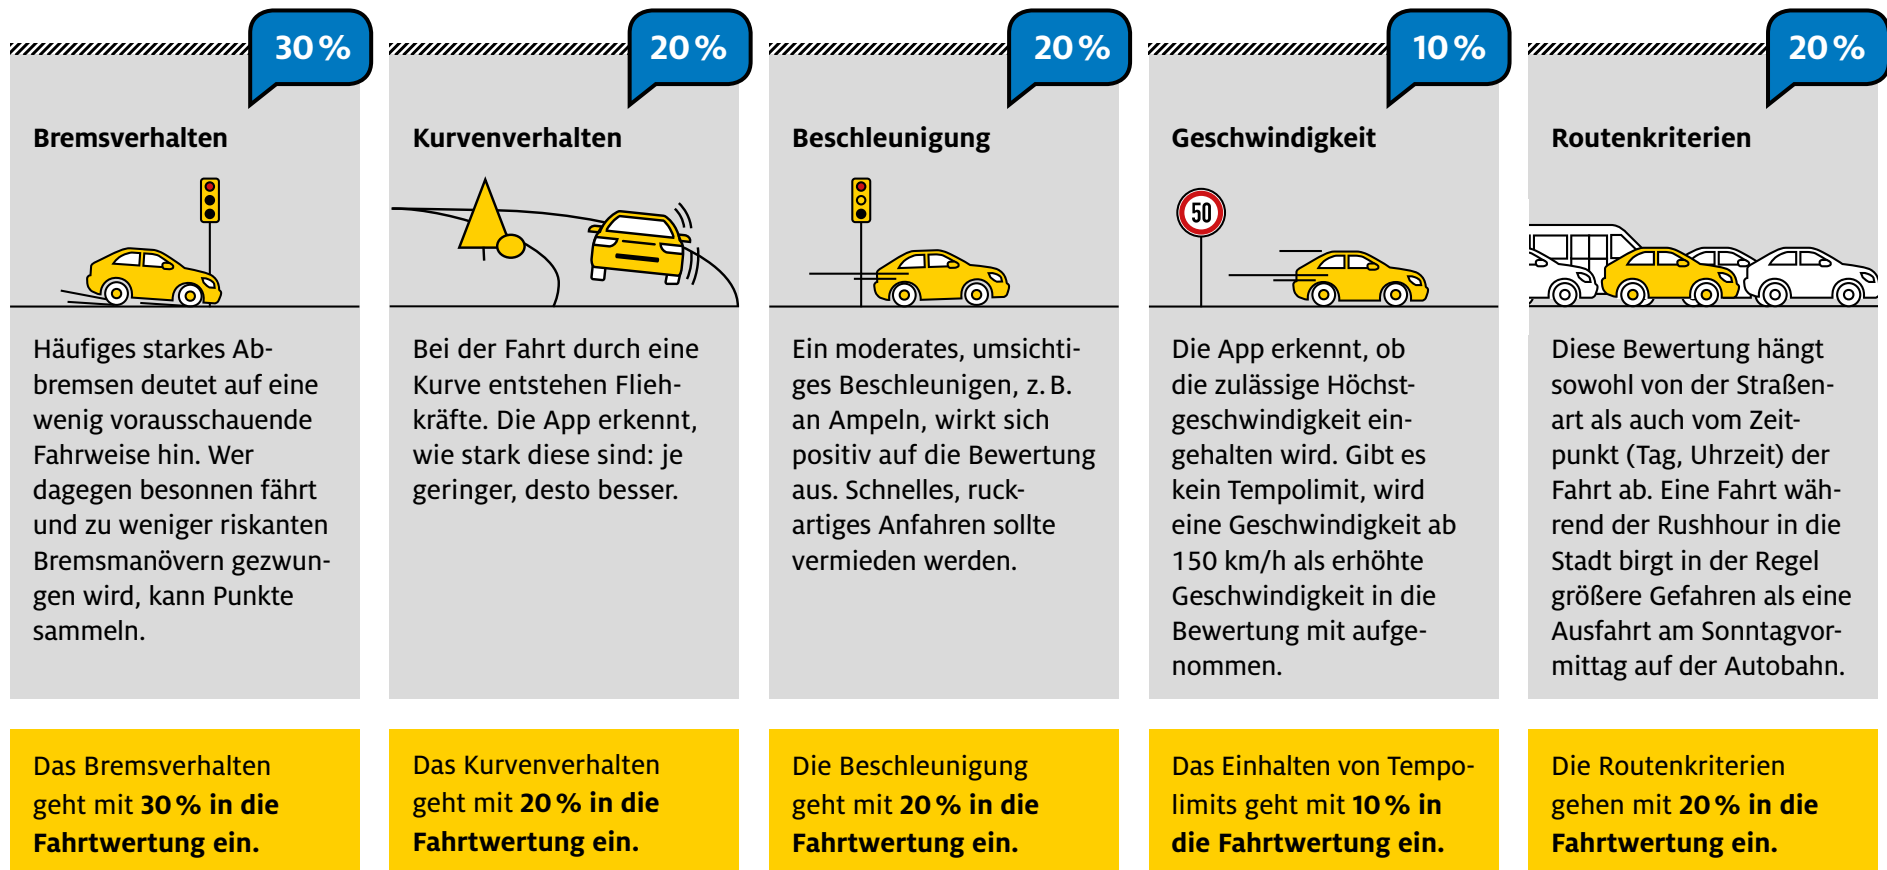 30 %
Bremsverhalten
Häufiges starkes Ab-
bremsen deutet auf eine
wenig vorausschauende
Fahrweise hin. Wer
dagegen besonnen fährt
und zu weniger riskanten
Bremsmanövern gezwun-
gen wird, kann Punkte
sammeln.
Das Bremsverhalten
geht mit 30 % in die
Fahrtwertung ein.
20 %
Kurvenverhalten
Bei der Fahrt durch eine
Kurve entstehen Flieh-
kräfte. Die App erkennt,
wie stark diese sind: je
geringer, desto besser.
Das Kurvenverhalten
geht mit 20 % in die
Fahrtwertung ein.
20 %
Beschleunigung
Ein moderates, umsichti-
ges Beschleunigen, z. B.
an Ampeln, wirkt sich
positiv auf die Bewertung
aus. Schnelles, ruck-
artiges Anfahren sollte
vermieden werden.
Die Beschleunigung
geht mit 20 % in die
Fahrtwertung ein.
10 %
Geschwindigkeit
50
Die App erkennt, ob
die zulässige Höchst-
geschwindigkeit ein-
gehalten wird. Gibt es
kein Tempolimit, wird
eine Geschwindigkeit ab
150 km/h als erhöhte
Geschwindigkeit in die
Bewertung mit aufge-
nommen.
Das Einhalten von Tempo-
limits geht mit 10 % in
die Fahrtwertung ein.
20 %
Routenkriterien
Diese Bewertung hängt
sowohl von der Straßen-
art als auch vom Zeit-
punkt (Tag, Uhrzeit) der
Fahrt ab. Eine Fahrt wäh-
rend der Rushhour in die
Stadt birgt in der Regel
größere Gefahren als eine
Ausfahrt am Sonntagvor-
mittag auf der Autobahn.
Die Routenkriterien
gehen mit 20 % in die
Fahrtwertung ein.